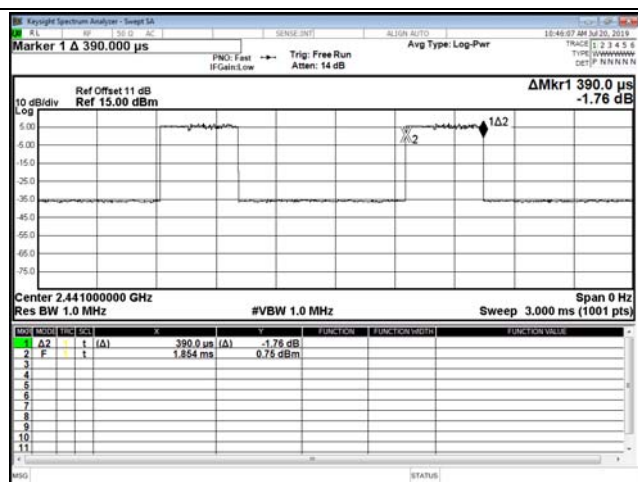 Keysight Spectrum Analyzer - Swept SA
RL RF 50 Ω AC SENSE:INT ALIGN AUTO 10:46:07 AM Jul 20, 2019
Marker 1 Δ 390.000 µs
PNO: Fast
IFGain:Low
Trig: Free Run
Atten: 14 dB
Avg Type: Log-Pwr
TRACE 1 2 3 4 5 6
TYPE WWWWWW
DET P NNNNN
Ref Offset 11 dB
10 dB/div Ref 15.00 dBm
Log
ΔMkr1 390.0 µs
-1.76 dB
5.00
-5.00
-15.0
-25.0
-35.0
-45.0
-55.0
-65.0
-75.0
1Δ2
2
Center 2.441000000 GHz Span 0 Hz
Res BW 1.0 MHz #VBW 1.0 MHz Sweep 3.000 ms (1001 pts)
MKR MODE TRC SCL X Y FUNCTION FUNCTION WIDTH FUNCTION VALUE
1 Δ2 1 t (Δ) 390.0 µs (Δ) -1.76 dB
2 F 1 t 1.854 ms 0.75 dBm
3
4
5
6
7
8
9
10
11
MSG STATUS